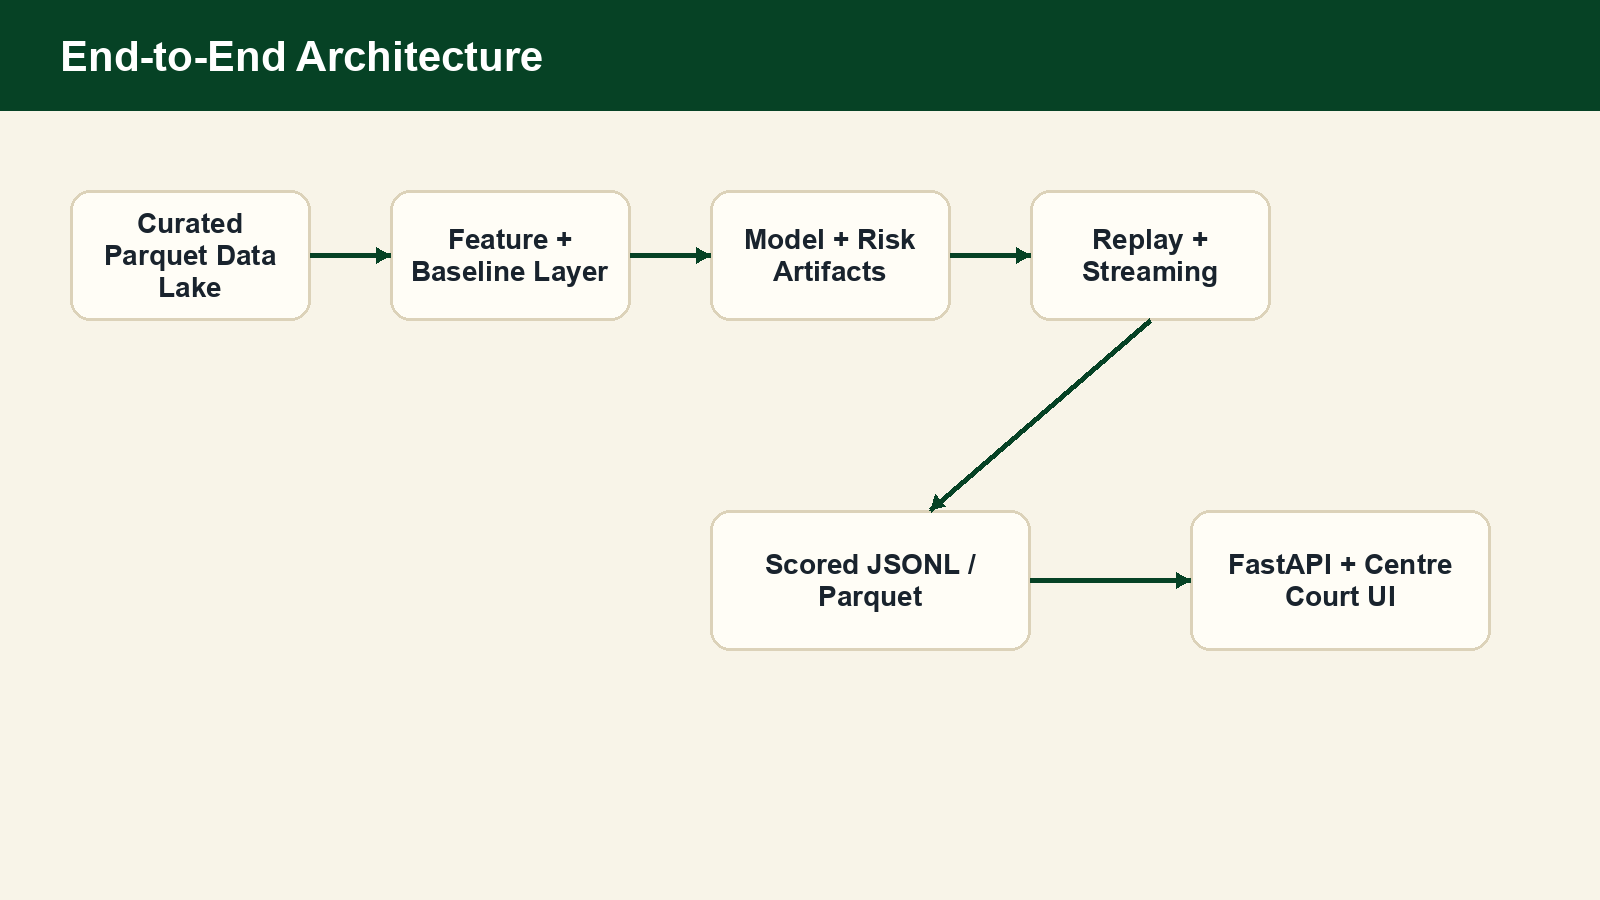 End-to-End Architecture
Curated
Parquet Data
Lake
Feature +
Baseline Layer
Model + Risk
Artifacts
Replay +
Streaming
Scored JSONL /
Parquet
FastAPI + Centre
Court UI